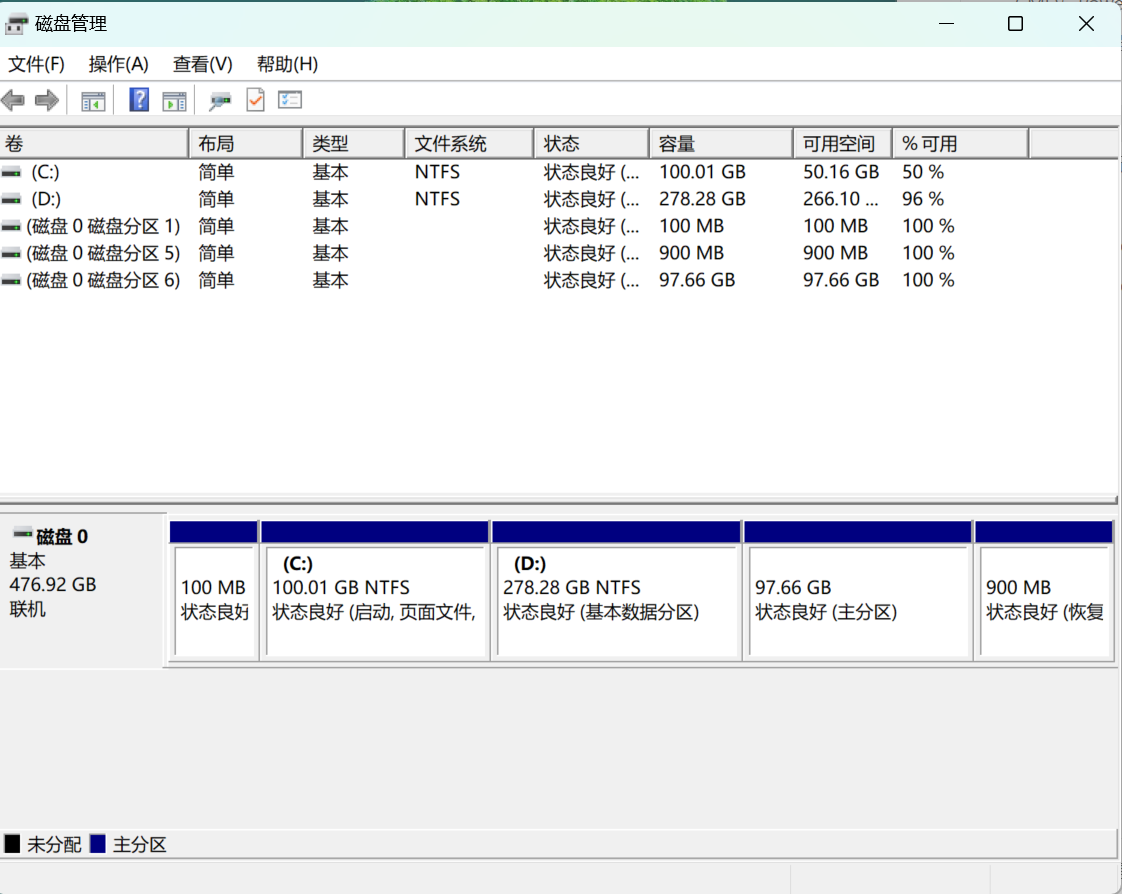 磁盘管理
文件(F) 操作(A) 查看(V) 帮助(H)
卷 布局 类型 文件系统 状态 容量 可用空间 % 可用
(C:) 简单 基本 NTFS 状态良好 (... 100.01 GB 50.16 GB 50 %
(D:) 简单 基本 NTFS 状态良好 (... 278.28 GB 266.10 ... 96 %
(磁盘 0 磁盘分区 1) 简单 基本 状态良好 (... 100 MB 100 MB 100 %
(磁盘 0 磁盘分区 5) 简单 基本 状态良好 (... 900 MB 900 MB 100 %
(磁盘 0 磁盘分区 6) 简单 基本 状态良好 (... 97.66 GB 97.66 GB 100 %
磁盘 0
基本
476.92 GB
联机
100 MB
状态良好
(C:)
100.01 GB NTFS
状态良好 (启动, 页面文件,
(D:)
278.28 GB NTFS
状态良好 (基本数据分区)
97.66 GB
状态良好 (主分区)
900 MB
状态良好 (恢复
未分配 主分区